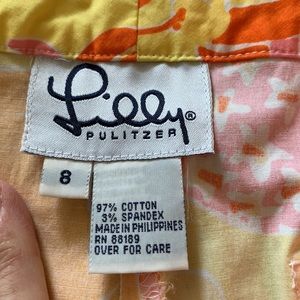 Lilly®
PULITZER
8
97% COTTON
3% SPANDEX
MADE IN PHILIPPINES
RN 88189
OVER FOR CARE